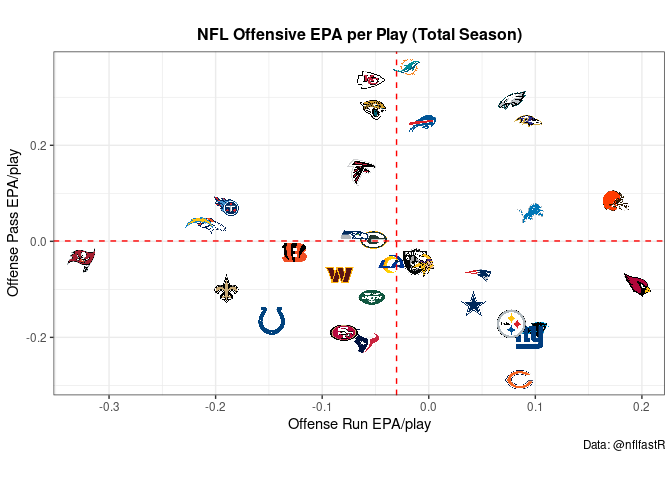 NFL Offensive EPA per Play (Total Season)
Offense Pass EPA/play
0.2
0.0
-0.2
-0.3
-0.2
-0.1
0.0
0.1
0.2
Offense Run EPA/play
Data: @nflfastR